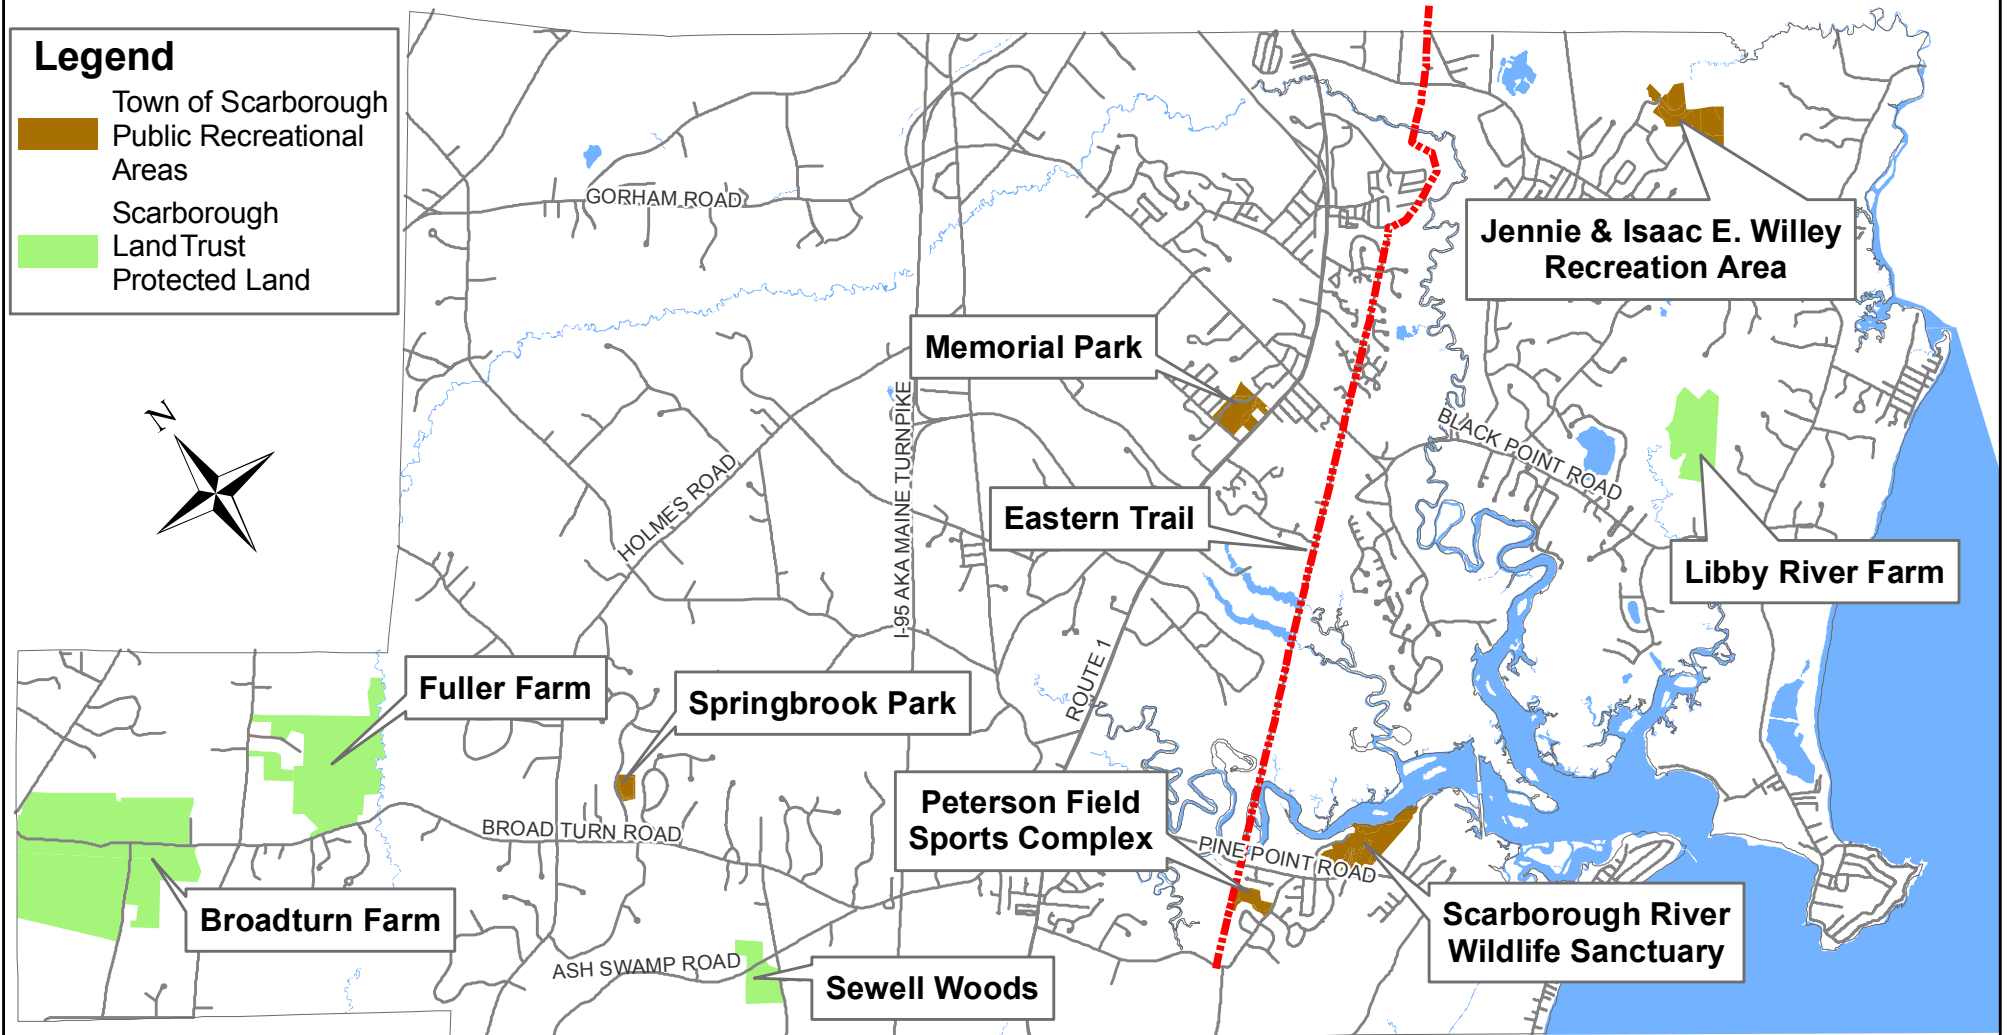 Legend
Town of Scarborough
Public Recreational
Areas
Scarborough
Land Trust
Protected Land
N
GORHAM ROAD
HOLMES ROAD
I-95 AKA MAINE TURNPIKE
Memorial Park
Jennie & Isaac E. Willey
Recreation Area
BLACK POINT ROAD
Eastern Trail
Libby River Farm
ROUTE 1
Fuller Farm
Springbrook Park
BROAD TURN ROAD
Peterson Field
Sports Complex
PINE POINT ROAD
Broadturn Farm
ASH SWAMP ROAD
Sewell Woods
Scarborough River
Wildlife Sanctuary